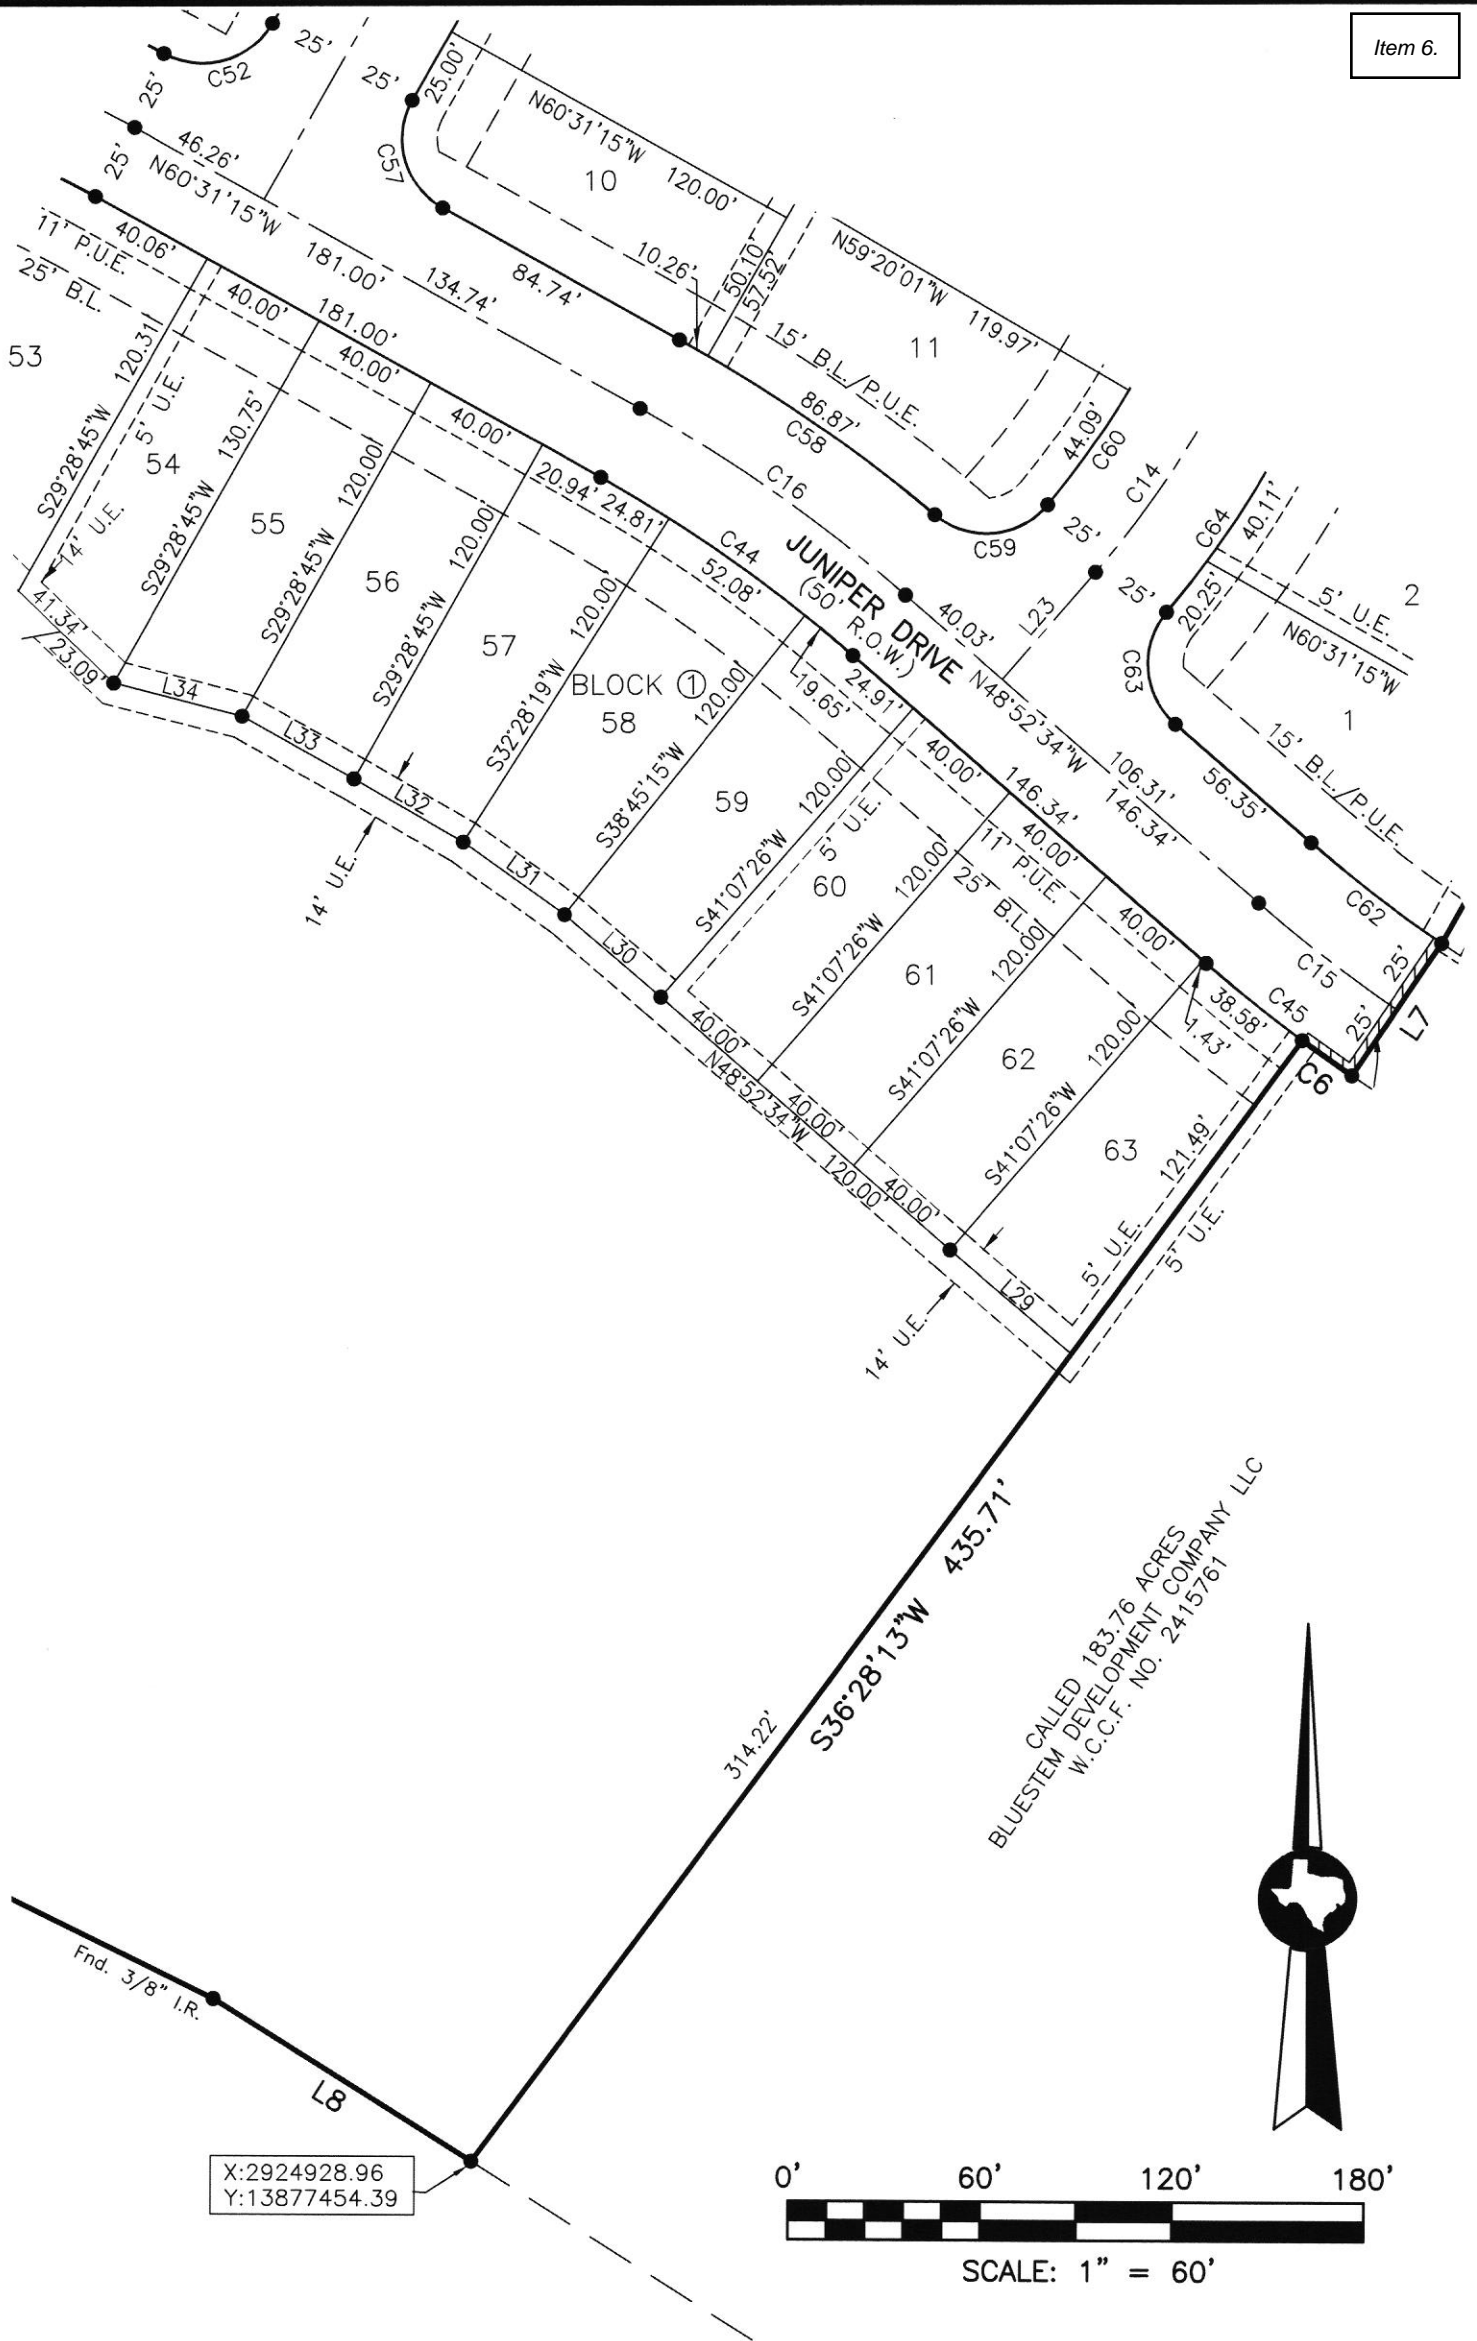 Item 6.
25'
C52
25'
25'
25'
25.00'
C57
46.26'
N60°31'15"W
181.00'
134.74'
N60°31'15"W 120.00'
10
10.26'
50.10'
57.52'
84.74'
N59°20'01"W 119.97'
11
15' B.L./P.U.E.
86.87'
C58
44.09'
C60
C59
25'
C14
25'
L23
C16
40.03'
JUNIPER DRIVE
(50' R.O.W.)
N48°52'34"W
106.31'
146.34'
C64
40.11'
20.25'
5' U.E.
2
N60°31'15"W
1
C63
15' B.L./P.U.E.
56.35'
C62
C15
25'
25'
L7
C6
40.06'
11' P.U.E.
25' B.L.
53
181.00'
40.00'
40.00'
40.00'
20.94'
24.81'
C44
52.08'
19.65'
24.91'
146.34'
40.00'
40.00'
40.00'
11' P.U.E.
25' B.L.
C45
38.58'
1.43'
S29°28'45"W 120.31'
5' U.E.
54
14' U.E.
S29°28'45"W 130.75'
55
S29°28'45"W 120.00'
56
S29°28'45"W 120.00'
57
S32°28'19"W 120.00'
BLOCK 1
58
S38°45'15"W 120.00'
59
S41°07'26"W 120.00'
5' U.E.
60
S41°07'26"W 120.00'
61
S41°07'26"W 120.00'
62
S41°07'26"W 120.00'
63
41.34'
23.09'
L34
L33
L32
L31
L30
14' U.E.
40.00'
N48°52'34"W
120.00'
40.00'
40.00'
L29
14' U.E.
5' U.E.
121.49'
5' U.E.
S36°28'13"W 435.71'
314.22'
CALLED 183.76 ACRES
BLUESTEM DEVELOPMENT COMPANY LLC
W.C.C.F. NO. 2415761
Fnd. 3/8" I.R.
L8
X:2924928.96
Y:13877454.39
0' 60' 120' 180'
SCALE: 1" = 60'